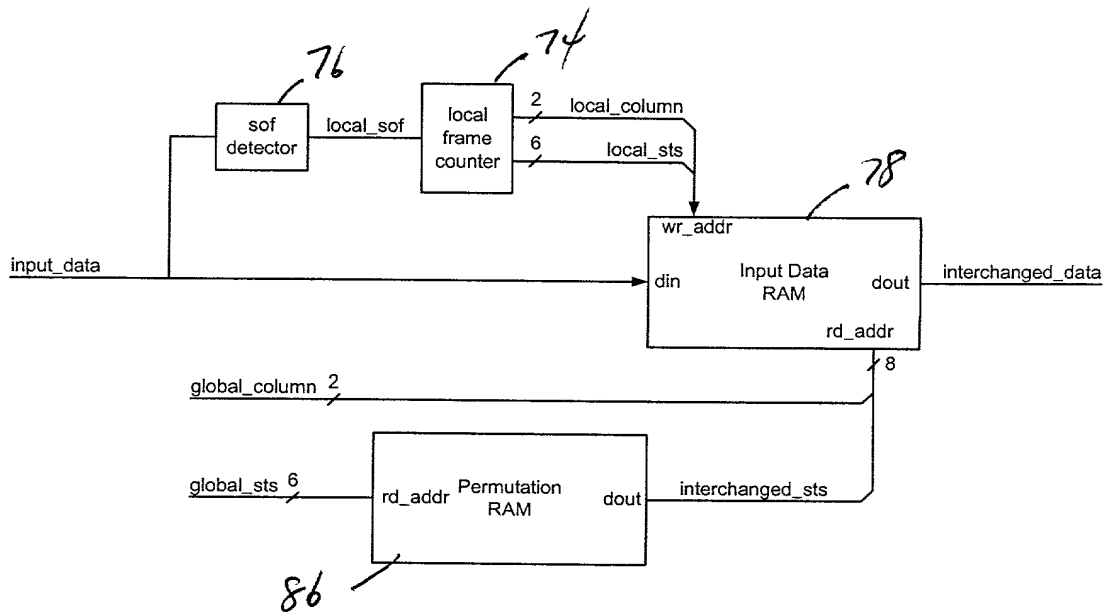 76
74
sof
detector
local_sof
local
frame
counter
2
local_column
6
local_sts
78
wr_addr
input_data
din
Input Data
RAM
dout
interchanged_data
rd_addr
8
global_column
2
global_sts
6
rd_addr
Permutation
RAM
dout
interchanged_sts
86